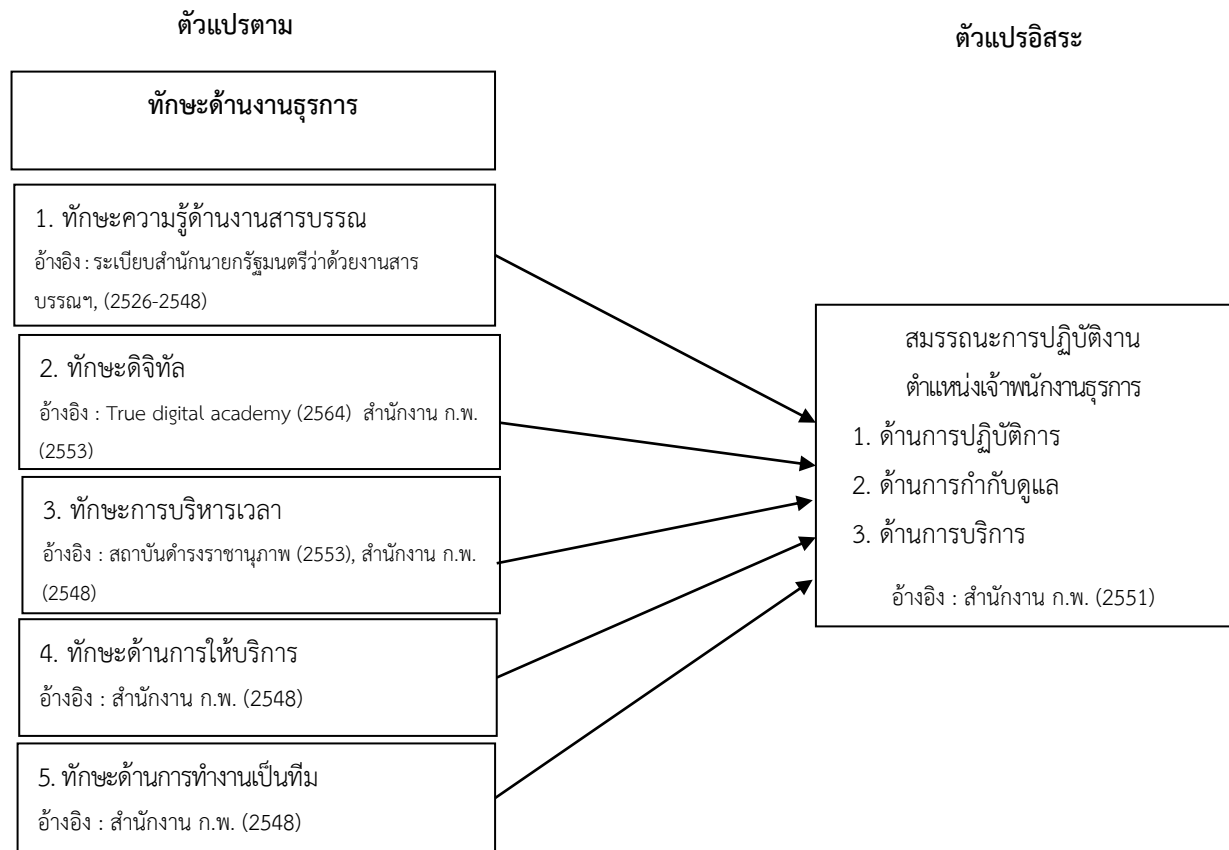 ตัวแปรตาม
ตัวแปรอิสระ
ทักษะด้านงานธุรการ
1. ทักษะความรู้ด้านงานสารบรรณ
อ้างอิง : ระเบียบสำนักนายกรัฐมนตรีว่าด้วยงานสาร
บรรณฯ, (2526-2548)
2. ทักษะดิจิทัล
อ้างอิง : True digital academy (2564) สำนักงาน ก.พ.
(2553)
3. ทักษะการบริหารเวลา
อ้างอิง : สถาบันดำรงราชานุภาพ (2553), สำนักงาน ก.พ.
(2548)
4. ทักษะด้านการให้บริการ
อ้างอิง : สำนักงาน ก.พ. (2548)
5. ทักษะด้านการทำงานเป็นทีม
อ้างอิง : สำนักงาน ก.พ. (2548)
สมรรถนะการปฏิบัติงาน
ตำแหน่งเจ้าพนักงานธุรการ
1. ด้านการปฏิบัติการ
2. ด้านการกำกับดูแล
3. ด้านการบริการ
อ้างอิง : สำนักงาน ก.พ. (2551)